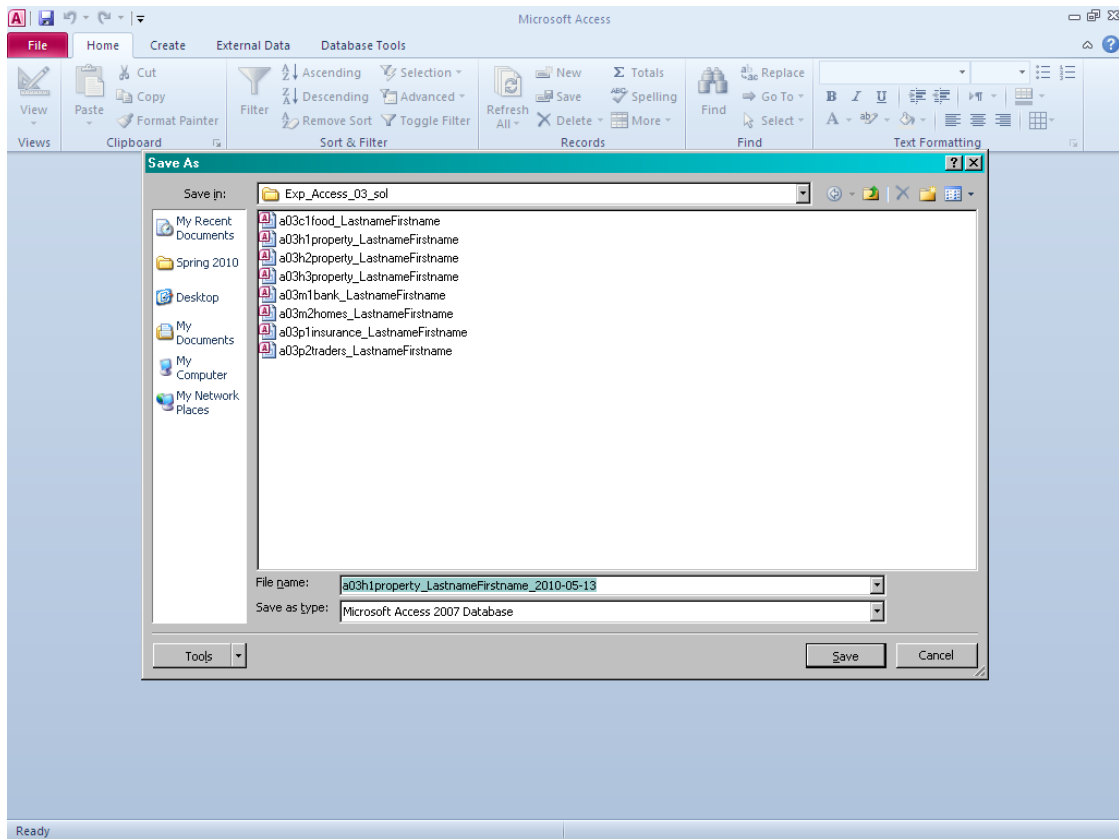 Microsoft Access
File Home Create External Data Database Tools
Cut Ascending Selection New Σ Totals Replace
Copy Descending Advanced Save Spelling Go To B I U
View Paste Format Painter Filter Remove Sort Toggle Filter Refresh All Delete More Find Select A
Views Clipboard Sort & Filter Records Find Text Formatting
Save As
Save in: Exp_Access_03_sol
My Recent Documents
Spring 2010
Desktop
My Documents
My Computer
My Network Places
a03c1food_LastnameFirstname
a03h1property_LastnameFirstname
a03h2property_LastnameFirstname
a03h3property_LastnameFirstname
a03m1bank_LastnameFirstname
a03m2homes_LastnameFirstname
a03p1insurance_LastnameFirstname
a03p2traders_LastnameFirstname
File name: a03h1property_LastnameFirstname_2010-05-13
Save as type: Microsoft Access 2007 Database
Tools Save Cancel
Ready